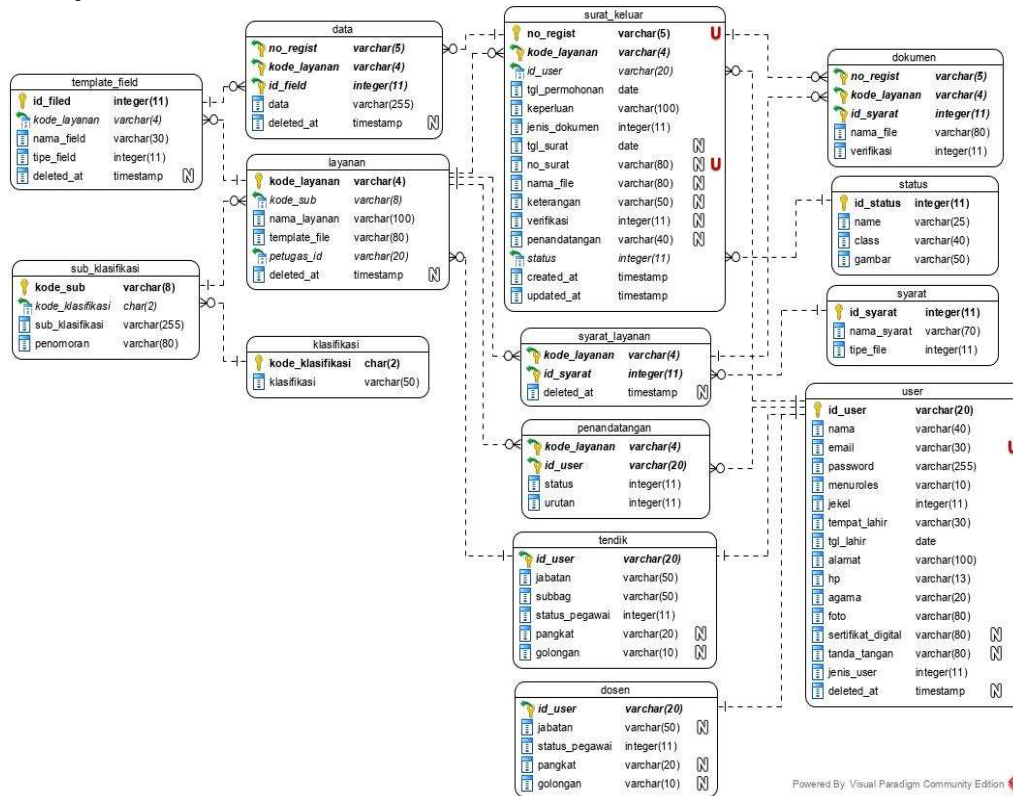 template_field
id_filed integer(11)
kode_layanan varchar(4)
nama_field varchar(30)
tipe_field integer(11)
deleted_at timestamp N
sub_klasifikasi
kode_sub varchar(8)
kode_klasifikasi char(2)
sub_klasifikasi varchar(255)
penomoran varchar(80)
data
no_regist varchar(5)
kode_layanan varchar(4)
id_field integer(11)
data varchar(255)
deleted_at timestamp N
layanan
kode_layanan varchar(4)
kode_sub varchar(8)
nama_layanan varchar(100)
template_file varchar(80)
petugas_id varchar(20)
deleted_at timestamp N
klasifikasi
kode_klasifikasi char(2)
klasifikasi varchar(50)
surat_keluar
no_regist varchar(5) U
kode_layanan varchar(4)
id_user varchar(20)
tgl_permohonan date
keperluan varchar(100)
jenis_dokumen integer(11)
tgl_surat date N
no_surat varchar(80) N U
nama_file varchar(80) N
keterangan varchar(50) N
verifikasi integer(11) N
penandatangan varchar(40) N
status integer(11)
created_at timestamp
updated_at timestamp
syarat_layanan
kode_layanan varchar(4)
id_syarat integer(11)
deleted_at timestamp N
penandatangan
kode_layanan varchar(4)
id_user varchar(20)
status integer(11)
urutan integer(11)
tendik
id_user varchar(20)
jabatan varchar(50)
subbag varchar(50)
status_pegawai integer(11)
pangkat varchar(20) N
golongan varchar(10) N
dosen
id_user varchar(20)
jabatan varchar(50) N
status_pegawai integer(11)
pangkat varchar(20) N
golongan varchar(10) N
dokumen
no_regist varchar(5)
kode_layanan varchar(4)
id_syarat integer(11)
nama_file varchar(80)
verifikasi integer(11)
status
id_status integer(11)
name varchar(25)
class varchar(40)
gambar varchar(50)
syarat
id_syarat integer(11)
nama_syarat varchar(70)
tipe_file integer(11)
user
id_user varchar(20)
nama varchar(40)
email varchar(30) U
password varchar(255)
menuroles varchar(10)
jekel integer(11)
tempat_lahir varchar(30)
tgl_lahir date
alamat varchar(100)
hp varchar(13)
agama varchar(20)
foto varchar(80)
sertifikat_digital varchar(80) N
tanda_tangan varchar(80) N
jenis_user integer(11)
deleted_at timestamp N
Powered By Visual Paradigm Community Edition